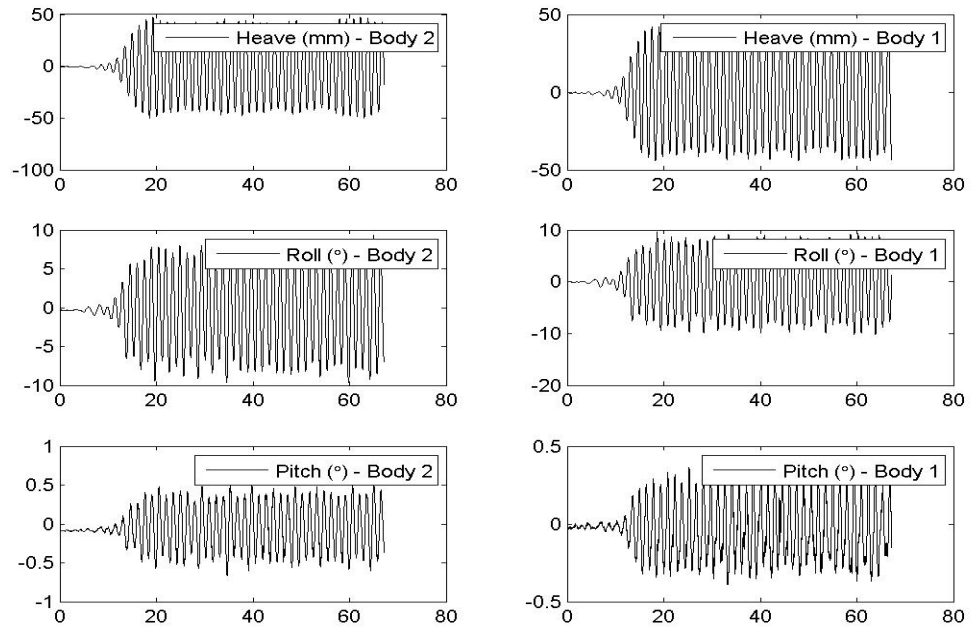 50
0
-50
-100
0 20 40 60 80
Heave (mm) - Body 2
50
0
-50
0 20 40 60 80
Heave (mm) - Body 1
10
5
0
-5
-10
0 20 40 60 80
Roll (°) - Body 2
10
0
-10
-20
0 20 40 60 80
Roll (°) - Body 1
1
0.5
0
-0.5
-1
0 20 40 60 80
Pitch (°) - Body 2
0.5
0
-0.5
0 20 40 60 80
Pitch (°) - Body 1